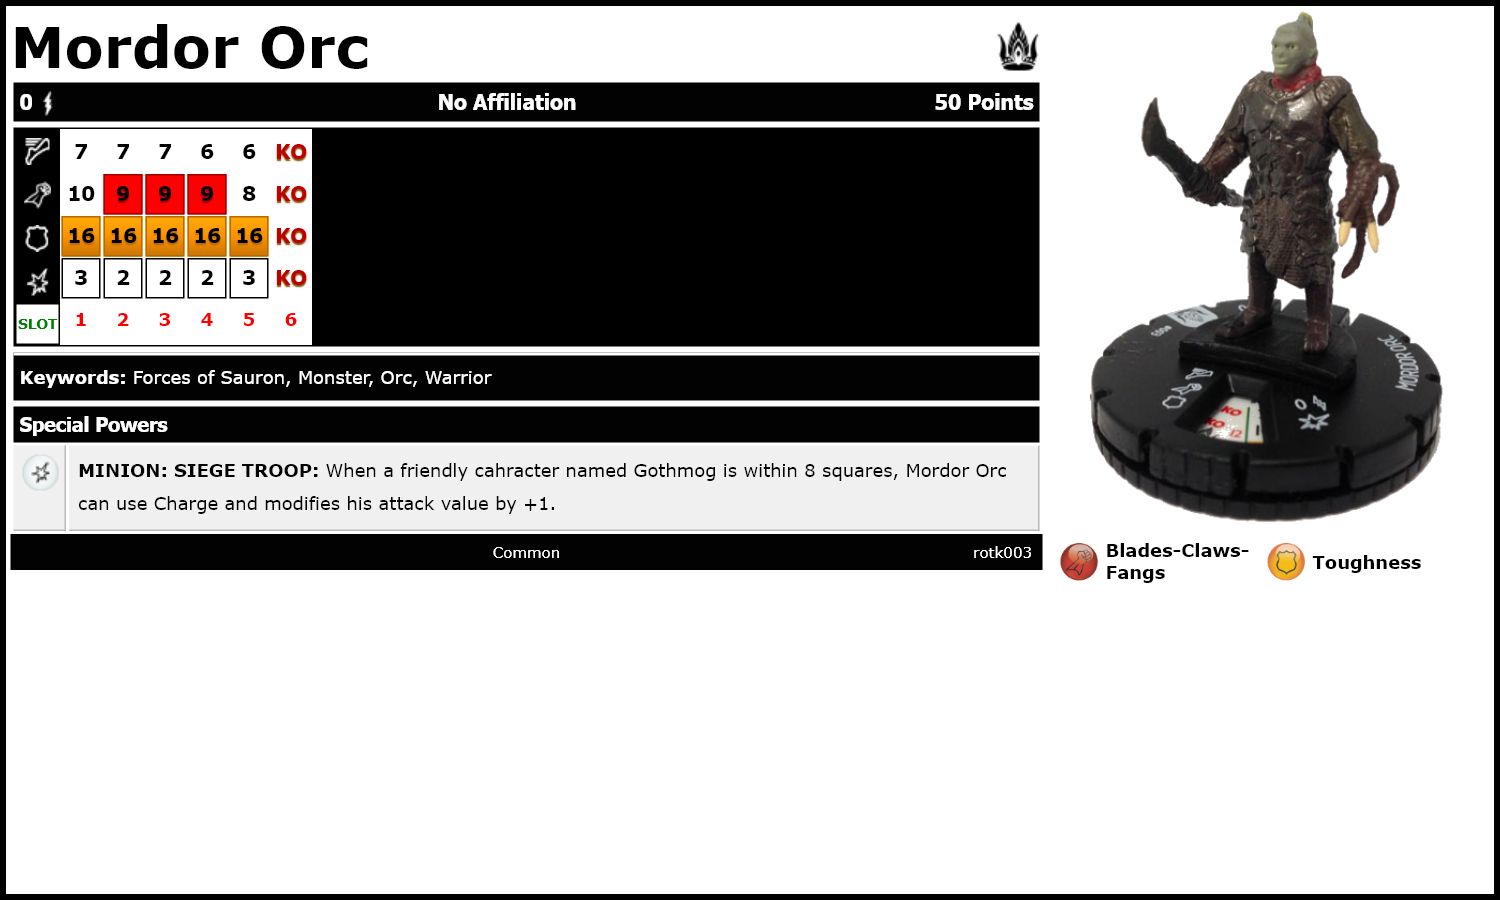 Mordor Orc
0 No Affiliation 50 Points
7 7 7 6 6 KO
10 9 9 9 8 KO
16 16 16 16 16 KO
3 2 2 2 3 KO
SLOT 1 2 3 4 5 6
Keywords: Forces of Sauron, Monster, Orc, Warrior
Special Powers
MINION: SIEGE TROOP: When a friendly cahracter named Gothmog is within 8 squares, Mordor Orc
can use Charge and modifies his attack value by +1.
Common rotk003
MORDOR ORC
KO
KO 12
Blades-Claws-
Fangs
Toughness